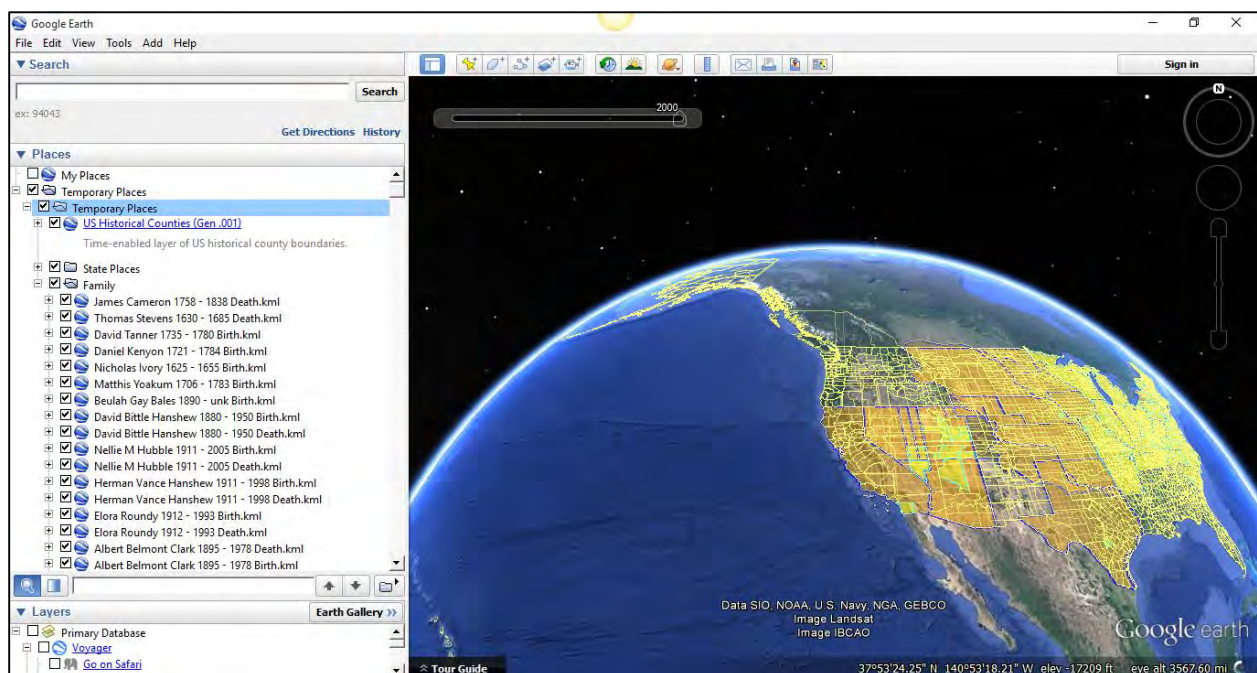 Google Earth
File Edit View Tools Add Help
Search
Sign in
Search
ex: 94043
Get Directions History
2000
N
Places
My Places
Temporary Places
Temporary Places
US Historical Counties (Gen .001)
Time-enabled layer of US historical county boundaries.
State Places
Family
James Cameron 1758 - 1838 Death.kml
Thomas Stevens 1630 - 1685 Death.kml
David Tanner 1735 - 1780 Birth.kml
Daniel Kenyon 1721 - 1784 Birth.kml
Nicholas Ivory 1625 - 1655 Birth.kml
Matthis Yoakum 1706 - 1783 Birth.kml
Beulah Gay Bales 1890 - unk Birth.kml
David Bittle Hanshew 1880 - 1950 Birth.kml
David Bittle Hanshew 1880 - 1950 Death.kml
Nellie M Hubble 1911 - 2005 Birth.kml
Nellie M Hubble 1911 - 2005 Death.kml
Herman Vance Hanshew 1911 - 1998 Birth.kml
Herman Vance Hanshew 1911 - 1998 Death.kml
Elora Roundy 1912 - 1993 Birth.kml
Elora Roundy 1912 - 1993 Death.kml
Albert Belmont Clark 1895 - 1978 Death.kml
Albert Belmont Clark 1895 - 1978 Birth.kml
Layers
Earth Gallery »
Primary Database
Voyager
Go on Safari
Data SIO, NOAA, U.S. Navy, NGA, GEBCO
Image Landsat
Image IBCAO
Google earth
Tour Guide
37°53'24.25" N 140°53'18.21" W elev -17209 ft eye alt 3567.60 mi